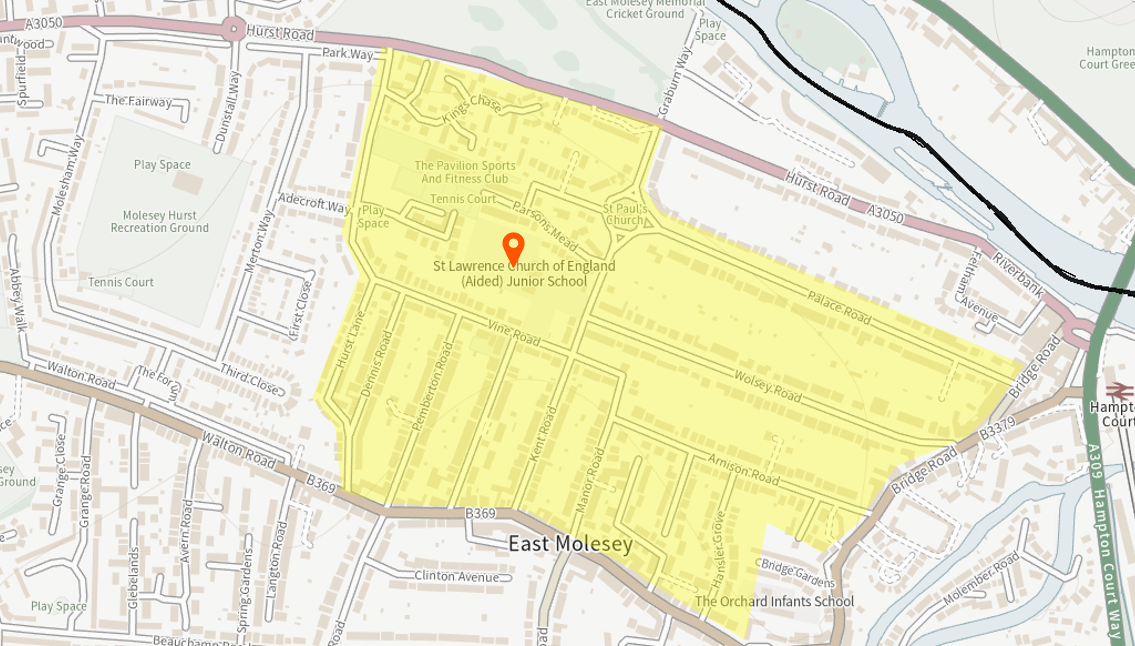 East Molesey Memorial
Cricket Ground
A3050
Hurst Road
Play
Space
Hampton
Court Gree
Park Way
Spurfield
Kings Chase
Graburn Way
The Fairway
Dunstall Way
Play Space
The Pavilion Sports
And Fitness Club
Tennis Court
Hurst Road
A3050
Molesham Way
Molesey Hurst
Recreation Ground
Adecroft Way
Play
Space
Parsons Mead
St Paul's
Church
Merton Way
St Lawrence Church of England
(Aided) Junior School
Riverbank
Feltham
Avenue
Tennis Court
Abbey Walk
First Close
Palace Road
Hurst Lane
Vine Road
Dennis Road
Pemberton Road
Bridge Road
Walton Road
The Forum
Third Close
Wolsey Road
Hampto
Court
Walton Road
Kent Road
B3379
Bridge Road
Arnison Road
Manor Road
A309
Hampton Court Way
Grange Close
Grange Road
Ground
B369
B369
East Molesey
Avern Road
Langton Road
Hansler Grove
Bridge Gardens
Clinton Avenue
Glebelands
Spring Gardens
Molember Road
The Orchard Infants School
Play Space
Beauchamp Road
Road